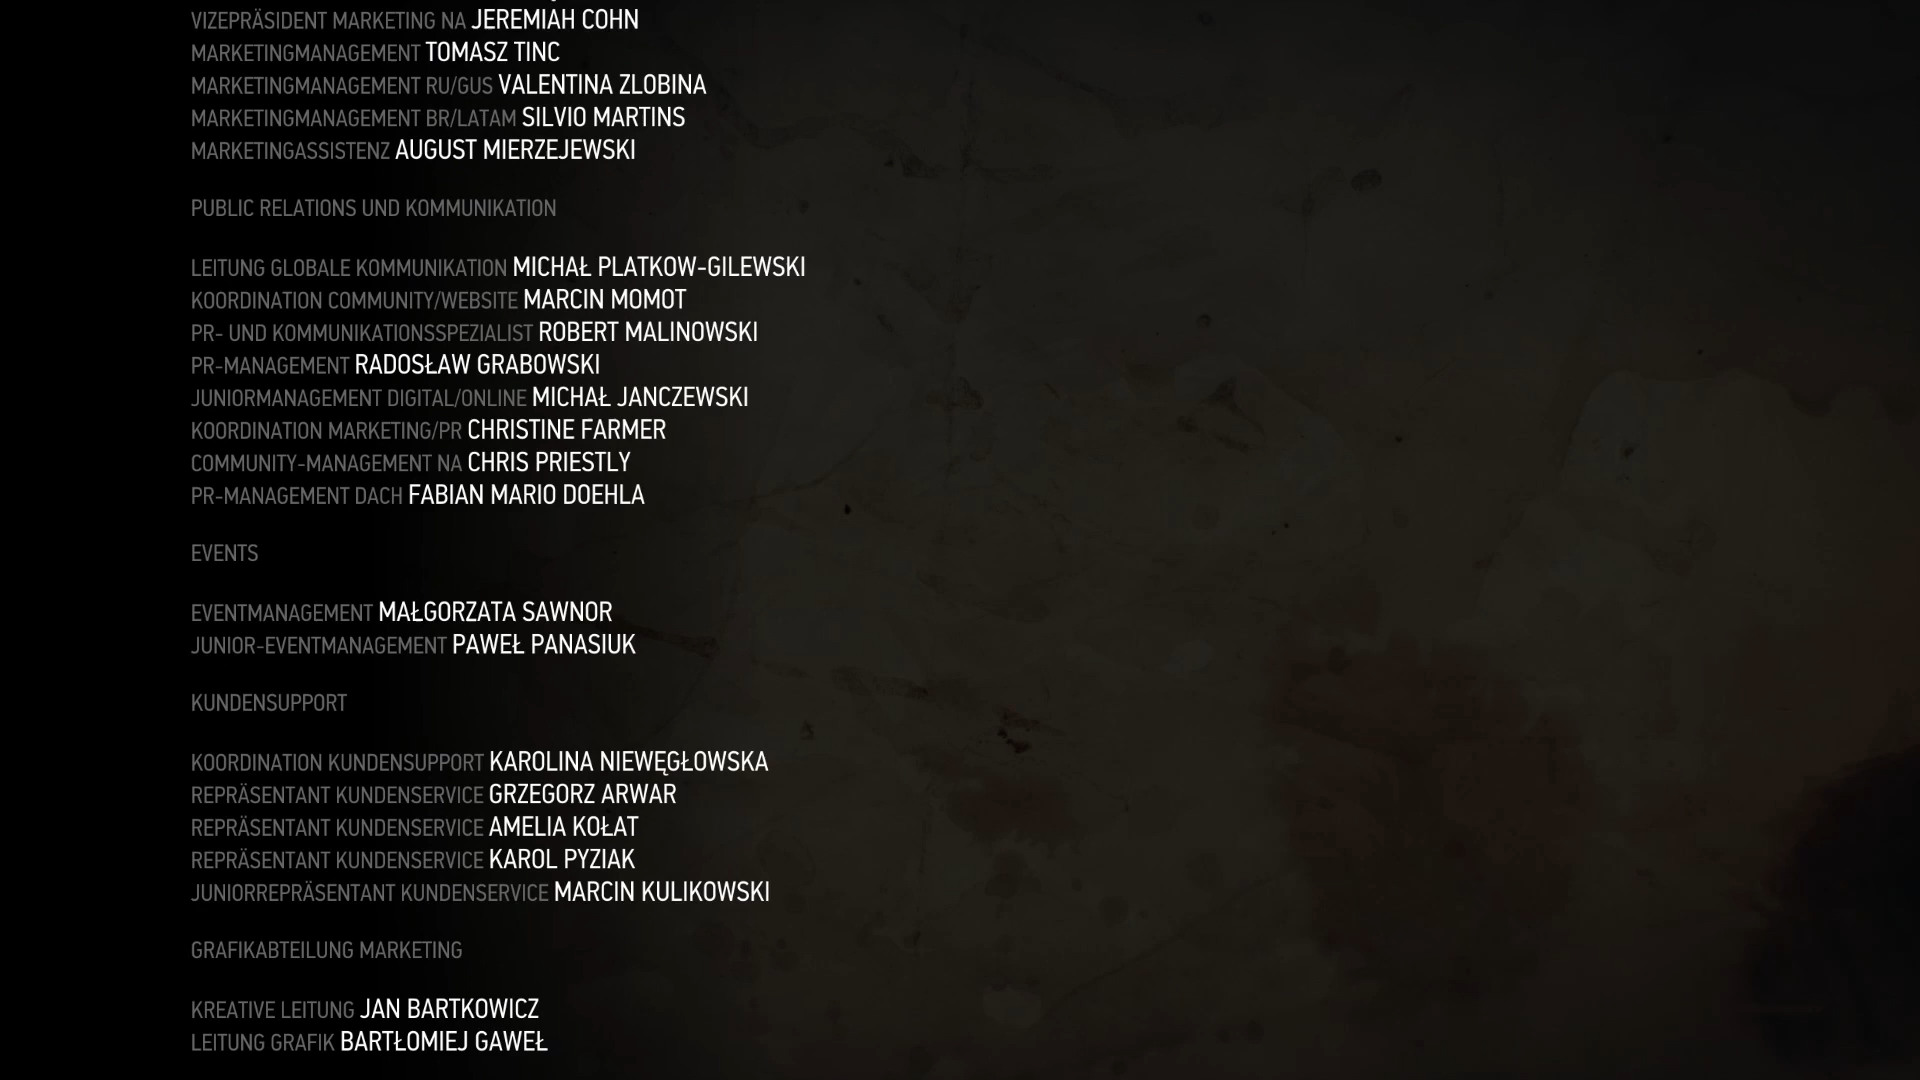 VIZEPRÄSIDENT MARKETING NA JEREMIAH COHN
MARKETINGMANAGEMENT TOMASZ TINC
MARKETINGMANAGEMENT RU/GUS VALENTINA ZLOBINA
MARKETINGMANAGEMENT BR/LATAM SILVIO MARTINS
MARKETINGASSISTENZ AUGUST MIERZEJEWSKI
PUBLIC RELATIONS UND KOMMUNIKATION
LEITUNG GLOBALE KOMMUNIKATION MICHAŁ PLATKOW-GILEWSKI
KOORDINATION COMMUNITY/WEBSITE MARCIN MOMOT
PR- UND KOMMUNIKATIONSSPEZIALIST ROBERT MALINOWSKI
PR-MANAGEMENT RADOSŁAW GRABOWSKI
JUNIORMANAGEMENT DIGITAL/ONLINE MICHAŁ JANCZEWSKI
KOORDINATION MARKETING/PR CHRISTINE FARMER
COMMUNITY-MANAGEMENT NA CHRIS PRIESTLY
PR-MANAGEMENT DACH FABIAN MARIO DOEHLA
EVENTS
EVENTMANAGEMENT MAŁGORZATA SAWNOR
JUNIOR-EVENTMANAGEMENT PAWEŁ PANASIUK
KUNDENSUPPORT
KOORDINATION KUNDENSUPPORT KAROLINA NIEWĘGŁOWSKA
REPRÄSENTANT KUNDENSERVICE GRZEGORZ ARWAR
REPRÄSENTANT KUNDENSERVICE AMELIA KOŁAT
REPRÄSENTANT KUNDENSERVICE KAROL PYZIAK
JUNIORREPRÄSENTANT KUNDENSERVICE MARCIN KULIKOWSKI
GRAFIKABTEILUNG MARKETING
KREATIVE LEITUNG JAN BARTKOWICZ
LEITUNG GRAFIK BARTŁOMIEJ GAWEŁ